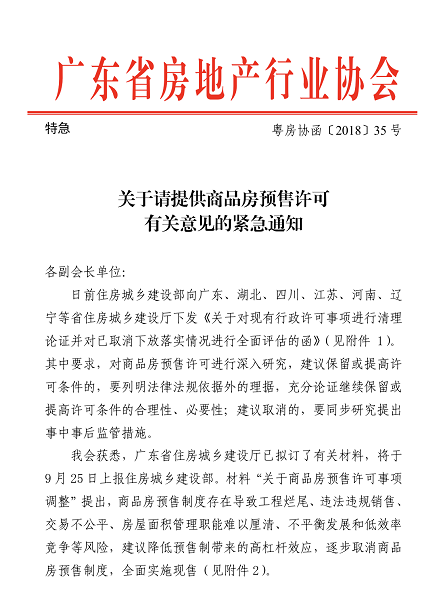 广东省房地产行业协会
特急 粤房协函〔2018〕35 号
关于请提供商品房预售许可
有关意见的紧急通知
各副会长单位：
日前住房城乡建设部向广东、湖北、四川、江苏、河南、辽
宁等省住房城乡建设厅下发《关于对现有行政许可事项进行清理
论证并对已取消下放落实情况进行全面评估的函》（见附件 1）。
其中要求，对商品房预售许可进行深入研究，建议保留或提高许
可条件的，要列明法律法规依据外的理据，充分论证继续保留或
提高许可条件的合理性、必要性；建议取消的，要同步研究提出
事中事后监管措施。
我会获悉，广东省住房城乡建设厅已拟订了有关材料，将于
9 月 25 日上报住房城乡建设部。材料“关于商品房预售许可事项
调整”提出，商品房预售制度存在导致工程烂尾、违法违规销售、
交易不公平、房屋面积管理职能难以厘清、不平衡发展和低效率
竞争等风险，建议降低预售制带来的高杠杆效应，逐步取消商品
房预售制度，全面实施现售（见附件 2）。